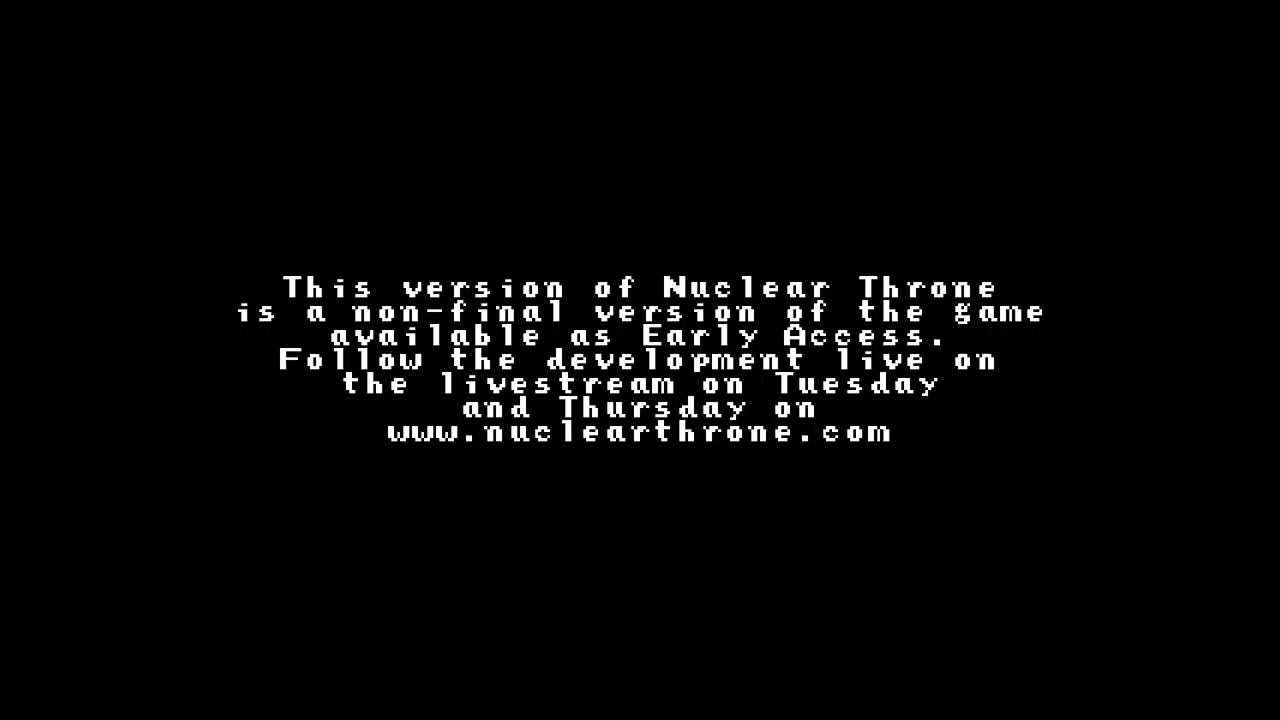 This version of Nuclear Throne
is a non-final version of the game
available as Early Access.
Follow the development live on
the livestream on Tuesday
and Thursday on
www.nuclearthrone.com